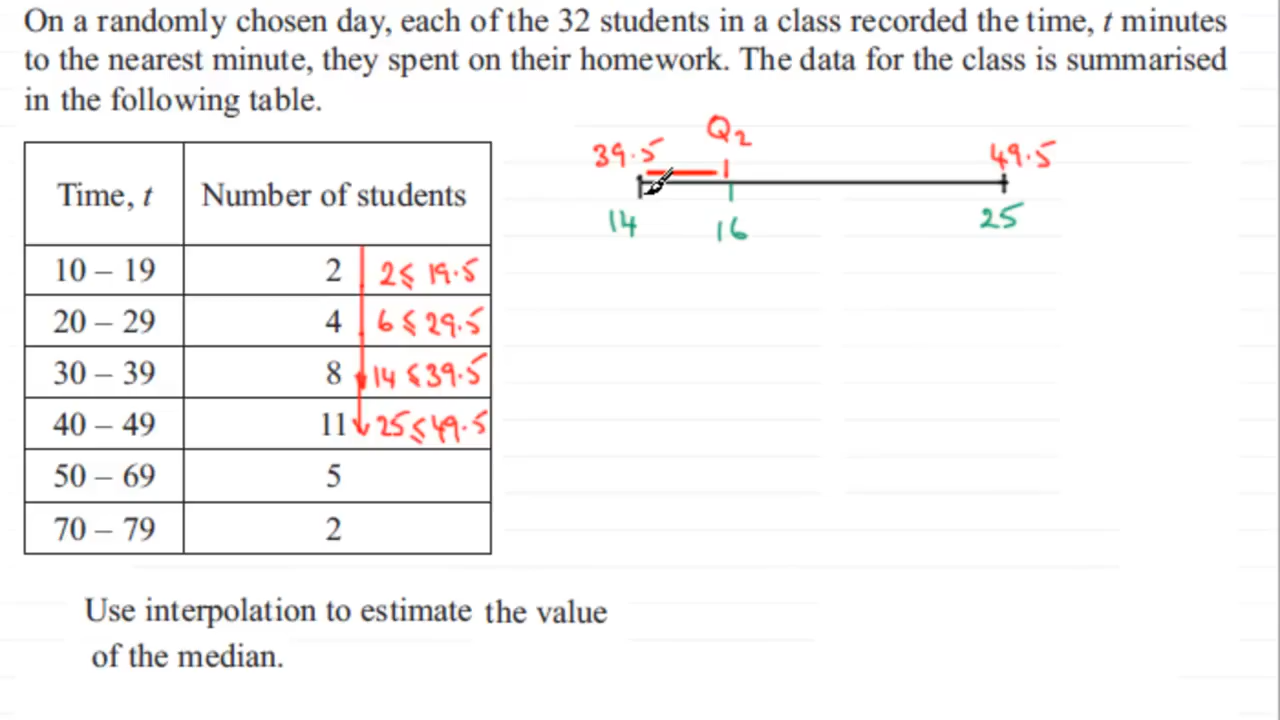 On a randomly chosen day, each of the 32 students in a class recorded the time, t minutes
to the nearest minute, they spent on their homework. The data for the class is summarised
in the following table.
Time, t Number of students
10 – 19 2 2 ≤ 19.5
20 – 29 4 6 ≤ 29.5
30 – 39 8 14 ≤ 39.5
40 – 49 11 25 ≤ 49.5
50 – 69 5
70 – 79 2
39.5 Q2 49.5
14 16 25
Use interpolation to estimate the value
of the median.